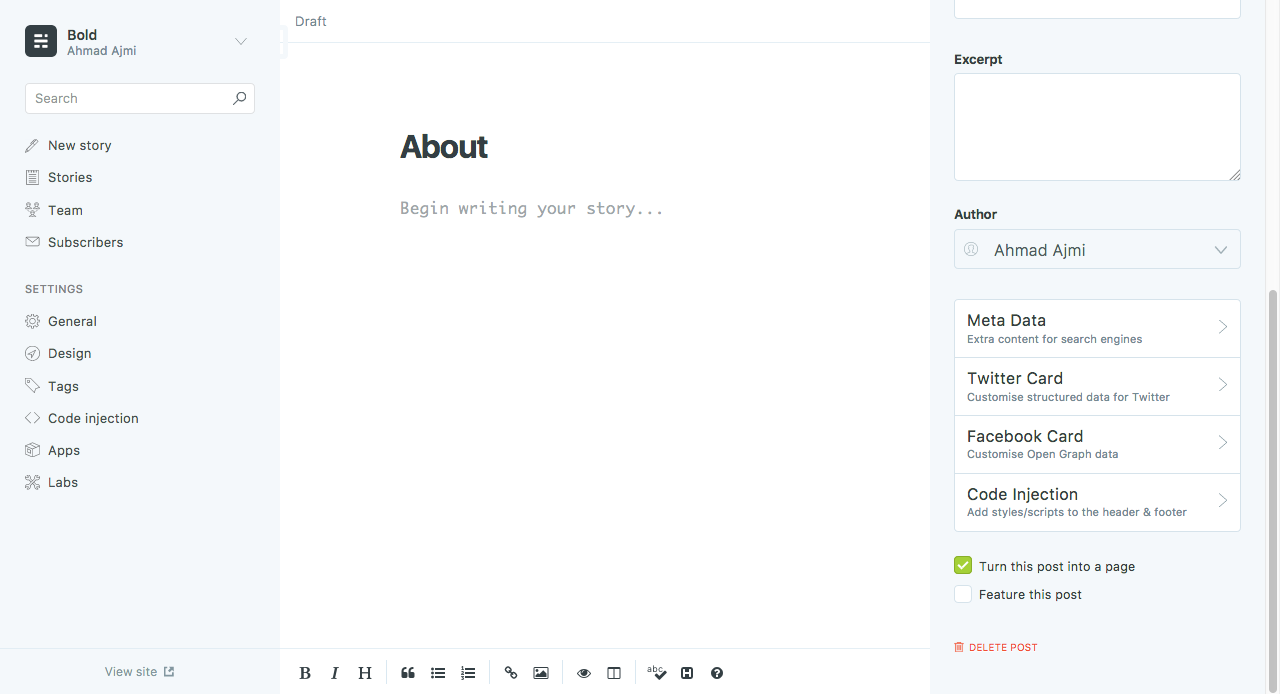 Bold
Ahmad Ajmi
Search
New story
Stories
Team
Subscribers
SETTINGS
General
Design
Tags
Code injection
Apps
Labs
View site
Draft
About
Begin writing your story...
B I H
abc
Excerpt
Author
Ahmad Ajmi
Meta Data
Extra content for search engines
Twitter Card
Customise structured data for Twitter
Facebook Card
Customise Open Graph data
Code Injection
Add styles/scripts to the header & footer
Turn this post into a page
Feature this post
DELETE POST